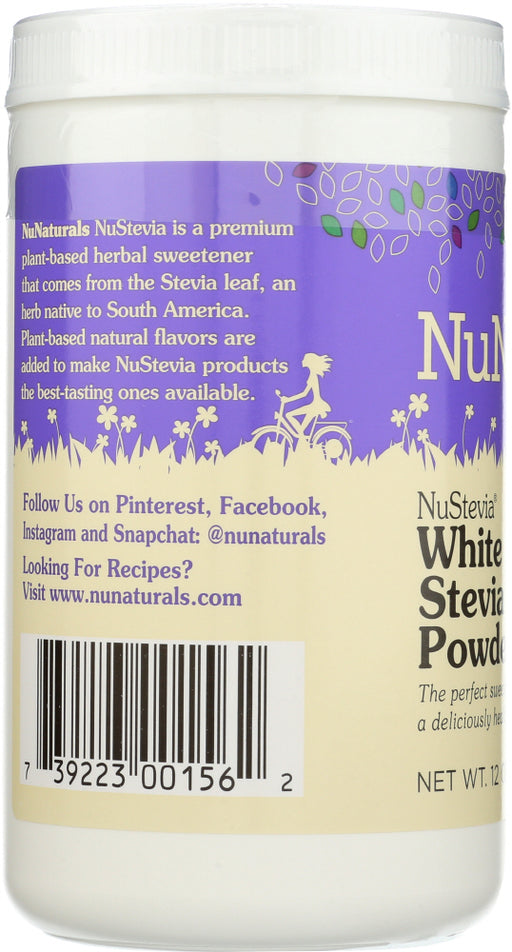 NuNaturals NuStevia is a premium
plant-based herbal sweetener
that comes from the Stevia leaf, an
herb native to South America.
Plant-based natural flavors are
added to make NuStevia products
the best-tasting ones available.
Follow Us on Pinterest, Facebook,
Instagram and Snapchat: @nunaturals
Looking For Recipes?
Visit www.nunaturals.com
7 39223 00156 2
NuN
NuStevia®
White
Stevia
Powde
The perfect swe
a deliciously he
NET WT. 12